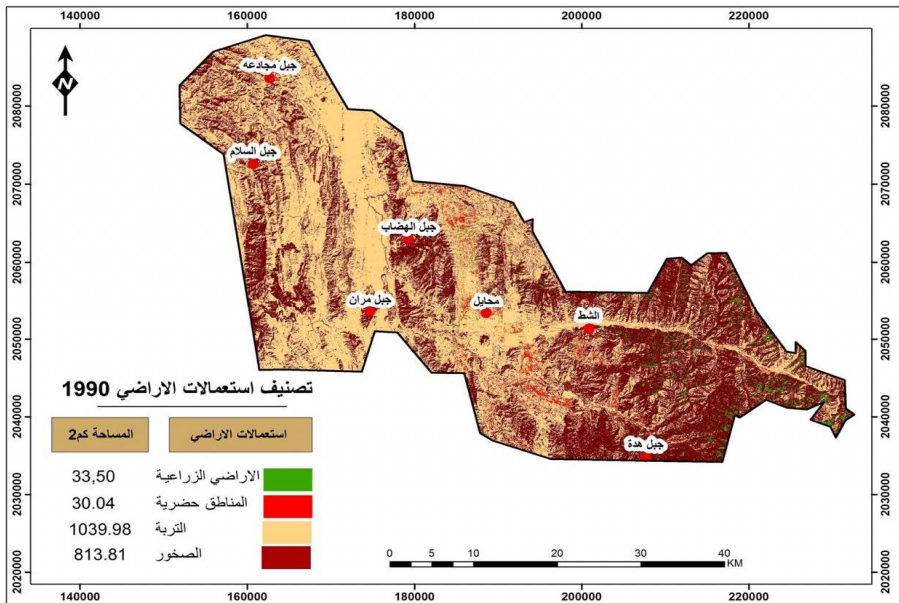 140000 160000 180000 200000 220000
2080000
2070000
2060000
2050000
2040000
2030000
2020000
2080000
2070000
2060000
2050000
2040000
2030000
2020000
N
جبل مجادعه
جبل السلام
جبل الهضاب
جبل مران
محايل
الشط
جبل هدة
تصنيف استعمالات الاراضي 1990
استعمالات الاراضي المساحة كم2
الاراضي الزراعية 33,50
المناطق حضرية 30.04
التربة 1039.98
الصخور 813.81
0 5 10 20 30 40
KM
140000 160000 180000 200000 220000